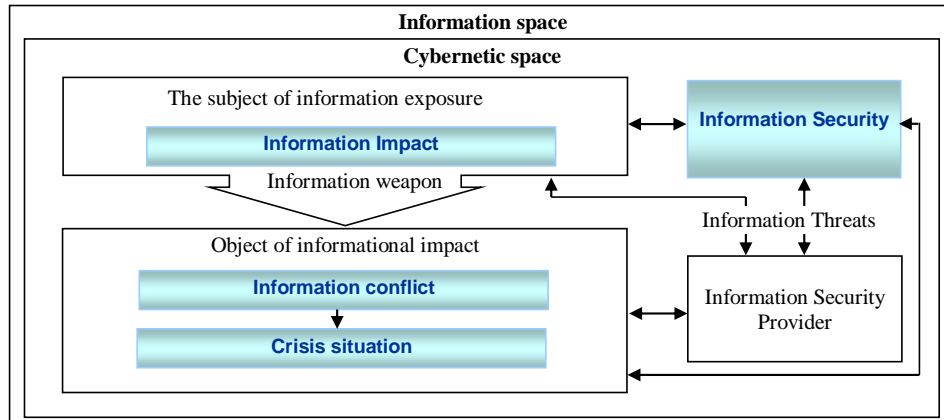 Information space
Cybernetic space
The subject of information exposure
Information Impact
Information Security
Information weapon
Information Threats
Object of informational impact
Information conflict
Crisis situation
Information Security
Provider